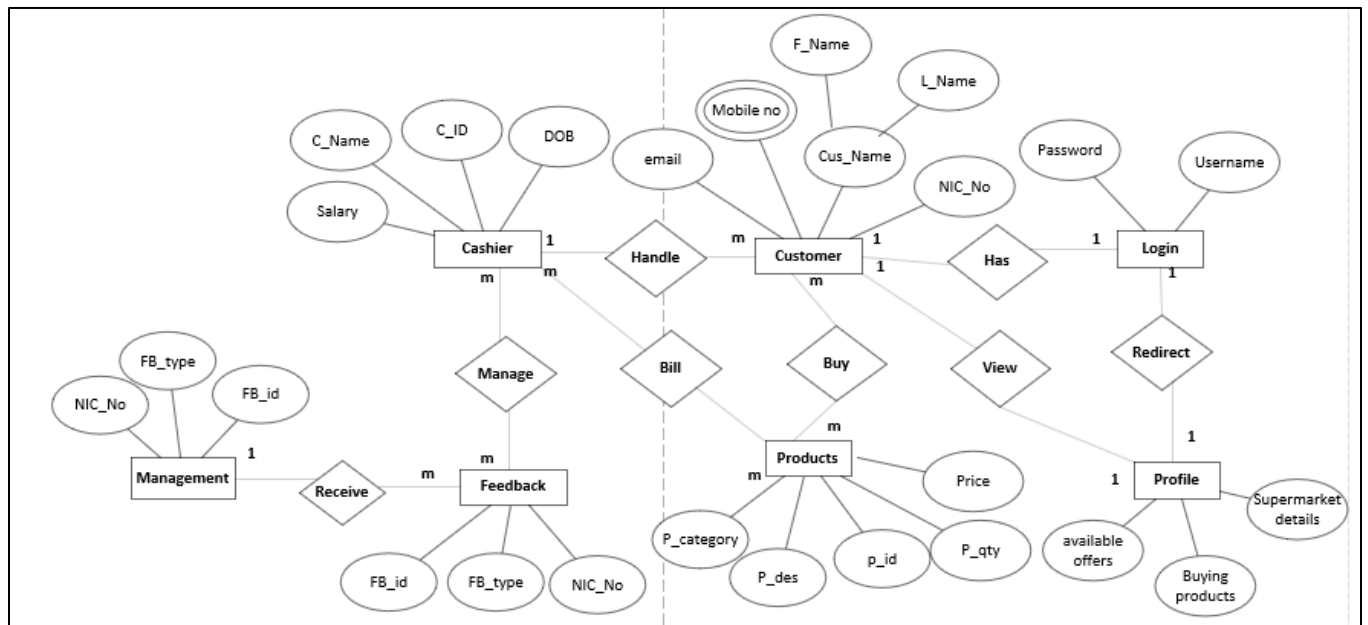 F_Name
L_Name
Mobile no
C_ID
C_Name
DOB
Password
Cus_Name
email
Username
NIC_No
Salary
Cashier
1
Handle
m
Customer
1
Has
1
Login
m
m
m
1
1
Manage
Bill
Buy
View
Redirect
FB_type
FB_id
NIC_No
m
1
Management
1
Receive
m
m
Feedback
m
Products
Price
1
Profile
Supermarket
details
P_category
P_des
p_id
P_qty
available
offers
Buying
products
FB_id
FB_type
NIC_No